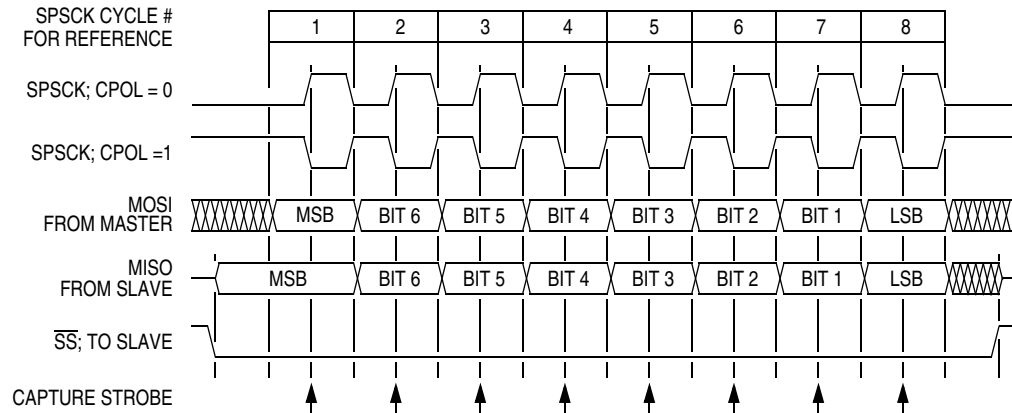 SPSCK CYCLE #
FOR REFERENCE
1 2 3 4 5 6 7 8
SPSCK; CPOL = 0
SPSCK; CPOL =1
MOSI
FROM MASTER
MSB BIT 6 BIT 5 BIT 4 BIT 3 BIT 2 BIT 1 LSB
MISO
FROM SLAVE
MSB BIT 6 BIT 5 BIT 4 BIT 3 BIT 2 BIT 1 LSB
SS; TO SLAVE
CAPTURE STROBE